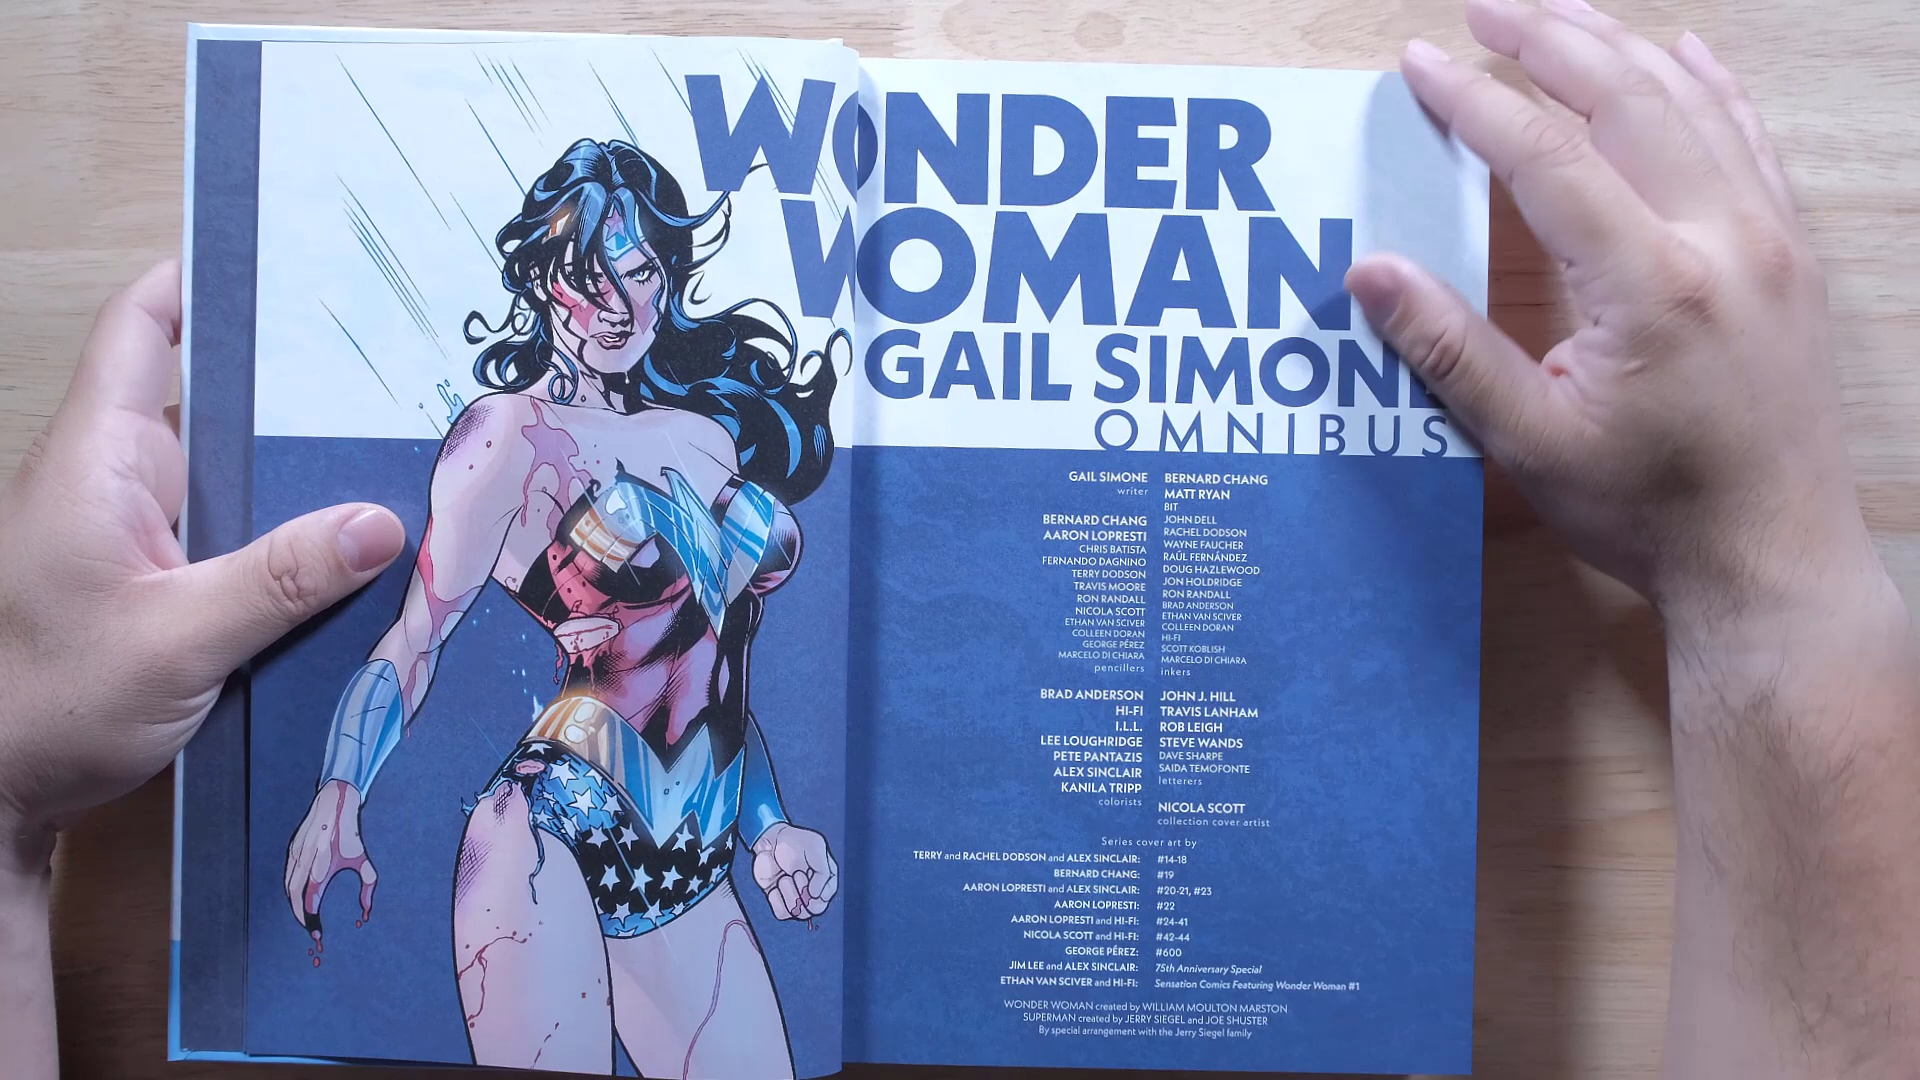 WONDER
WOMAN
GAIL SIMONE
OMNIBUS
GAIL SIMONE
writer
BERNARD CHANG
AARON LOPRESTI
CHRIS BATISTA
FERNANDO DAGNINO
TERRY DODSON
TRAVIS MOORE
RON RANDALL
NICOLA SCOTT
ETHAN VAN SCIVER
COLLEEN DORAN
GEORGE PÉREZ
MARCELO DI CHIARA
pencillers
BERNARD CHANG
MATT RYAN
BIT
JOHN DELL
RACHEL DODSON
WAYNE FAUCHER
RAÚL FERNÁNDEZ
DOUG HAZLEWOOD
JON HOLDRIDGE
RON RANDALL
BRAD ANDERSON
ETHAN VAN SCIVER
COLLEEN DORAN
HI-FI
SCOTT KOBLISH
MARCELO DI CHIARA
inkers
BRAD ANDERSON
HI-FI
I.L.L.
LEE LOUGHRIDGE
PETE PANTAZIS
ALEX SINCLAIR
KANILA TRIPP
colorists
JOHN J. HILL
TRAVIS LANHAM
ROB LEIGH
STEVE WANDS
DAVE SHARPE
SAIDA TEMOFONTE
letterers
NICOLA SCOTT
collection cover artist
Series cover art by
TERRY and RACHEL DODSON and ALEX SINCLAIR: #14-18
BERNARD CHANG: #19
AARON LOPRESTI and ALEX SINCLAIR: #20-21, #23
AARON LOPRESTI: #22
AARON LOPRESTI and HI-FI: #24-41
NICOLA SCOTT and HI-FI: #42-44
GEORGE PÉREZ: #600
JIM LEE and ALEX SINCLAIR: 75th Anniversary Special
ETHAN VAN SCIVER and HI-FI: Sensation Comics Featuring Wonder Woman #1
WONDER WOMAN created by WILLIAM MOULTON MARSTON
SUPERMAN created by JERRY SIEGEL and JOE SHUSTER
By special arrangement with the Jerry Siegel family